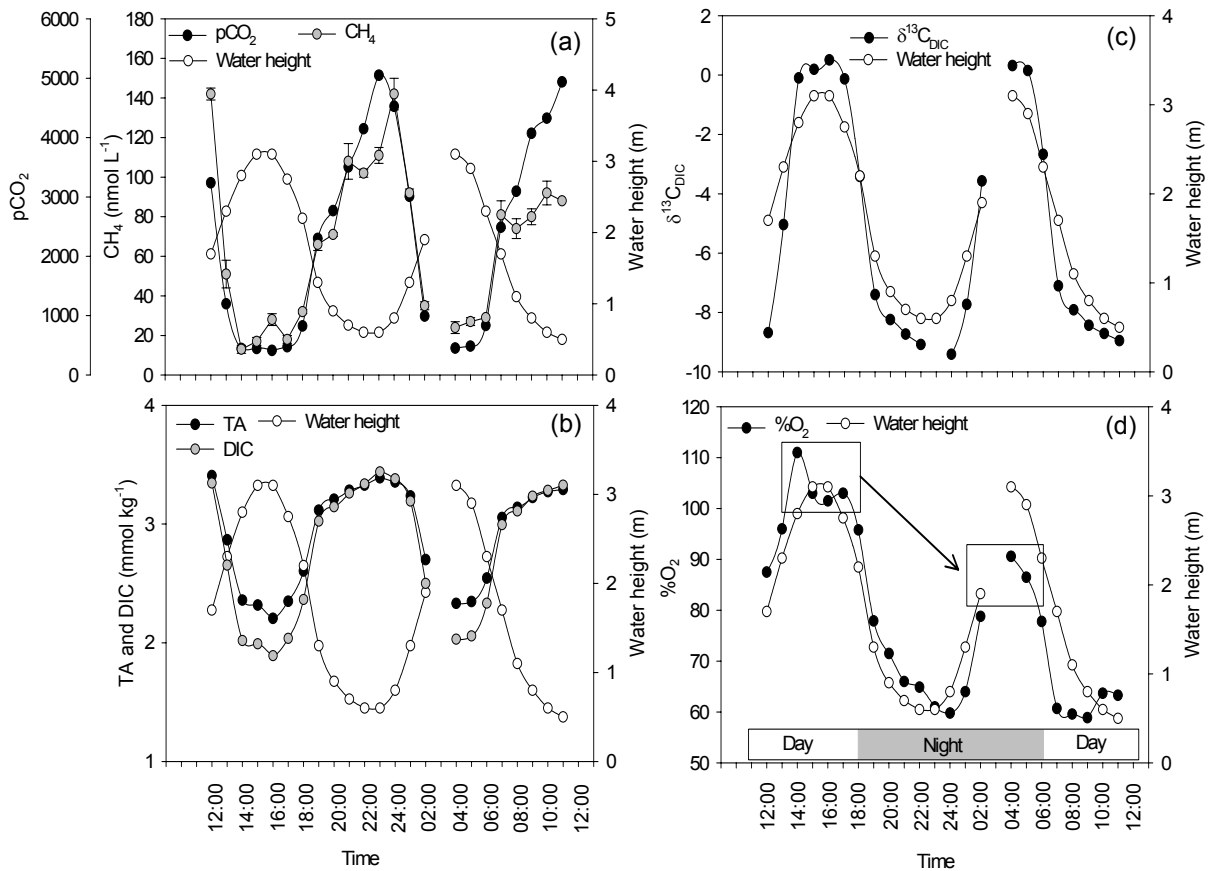 (a)
pCO₂
CH₄
Water height
pCO₂
6000
5000
4000
3000
2000
1000
0
CH₄ (nmol L⁻¹)
180
160
140
120
100
80
60
40
20
0
Water height (m)
5
4
3
2
1
0
(c)
δ¹³C_DIC
Water height
δ¹³C_DIC
2
0
-2
-4
-6
-8
-10
Water height (m)
4
3
2
1
0
(b)
TA
Water height
DIC
TA and DIC (mmol kg⁻¹)
4
3
2
1
Water height (m)
4
3
2
1
0
12:00
14:00
16:00
18:00
20:00
22:00
24:00
02:00
04:00
06:00
08:00
10:00
12:00
Time
(d)
%O₂
Water height
%O₂
120
110
100
90
80
70
60
50
Water height (m)
4
3
2
1
0
Day
Night
Day
12:00
14:00
16:00
18:00
20:00
22:00
24:00
02:00
04:00
06:00
08:00
10:00
12:00
Time